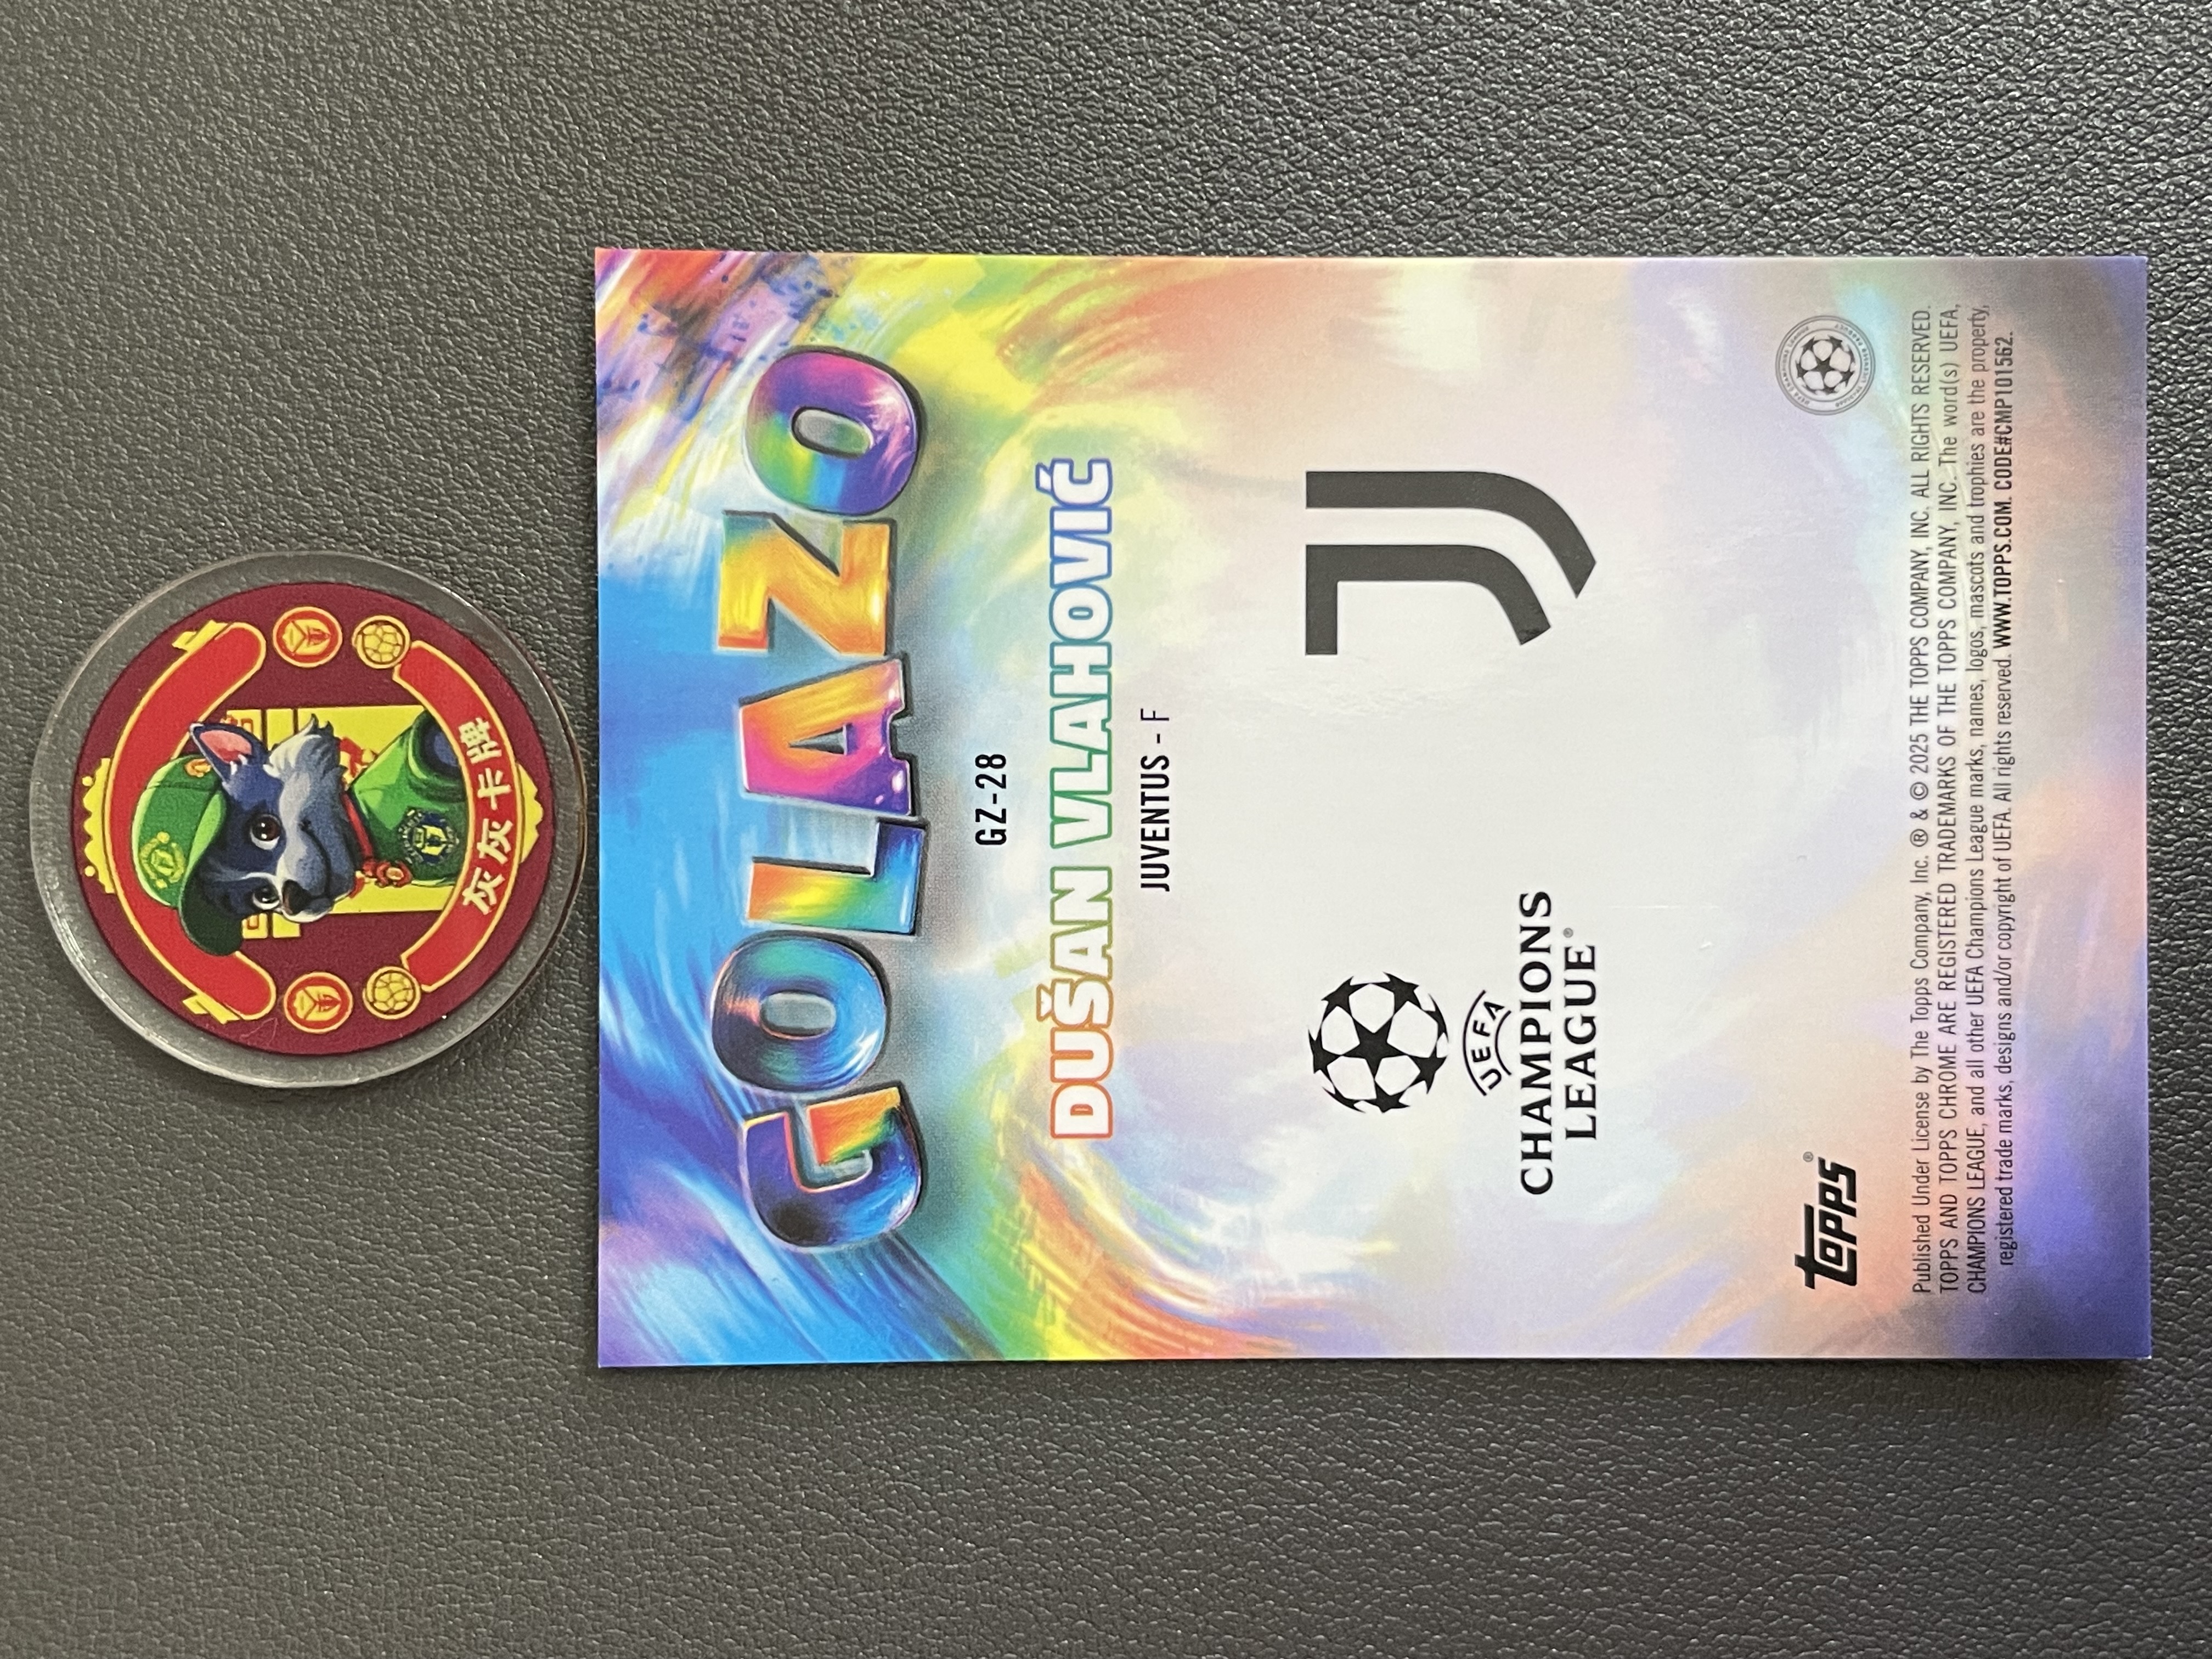 灰灰卡牌
GOLAZO
GZ-28
DUŠAN VLAHOVIĆ
JUVENTUS - F
UEFA
CHAMPIONS
LEAGUE®
topps®
Published Under License by The Topps Company, Inc. ® & © 2025 THE TOPPS COMPANY, INC. ALL RIGHTS RESERVED.
TOPPS AND TOPPS CHROME ARE REGISTERED TRADEMARKS OF THE TOPPS COMPANY, INC. The word(s) UEFA,
CHAMPIONS LEAGUE, and all other UEFA Champions League marks, names, logos, mascots and trophies are the property,
registered trade marks, designs and/or copyright of UEFA. All rights reserved. WWW.TOPPS.COM. CODE#CMP101562.